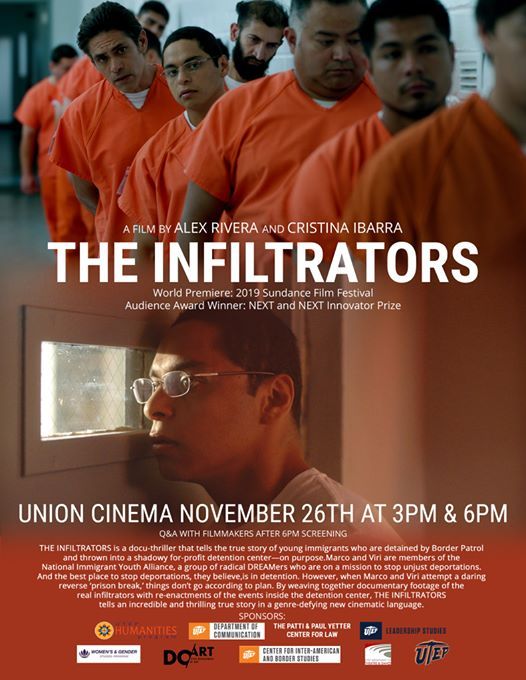 A FILM BY ALEX RIVERA AND CRISTINA IBARRA
THE INFILTRATORS
World Premiere: 2019 Sundance Film Festival
Audience Award Winner: NEXT and NEXT Innovator Prize
UNION CINEMA NOVEMBER 26TH AT 3PM & 6PM
Q&A WITH FILMMAKERS AFTER 6PM SCREENING
THE INFILTRATORS is a docu-thriller that tells the true story of young immigrants who are detained by Border Patrol
and thrown into a shadowy for-profit detention center—on purpose.Marco and Viri are members of the
National Immigrant Youth Alliance, a group of radical DREAMers who are on a mission to stop unjust deportations.
And the best place to stop deportations, they believe,is in detention. However, when Marco and Viri attempt a daring
reverse 'prison break,' things don't go according to plan. By weaving together documentary footage of the
real infiltrators with re-enactments of the events inside the detention center, THE INFILTRATORS
tells an incredible and thrilling true story in a genre-defying new cinematic language.
SPONSORS:
HUMANITIES
program
UTEP DEPARTMENT OF
COMMUNICATION
THE PATTI & PAUL YETTER
CENTER FOR LAW
UTEP LEADERSHIP STUDIES
WOMEN'S & GENDER
STUDIES PROGRAM
ART
UTEP CENTER FOR INTER-AMERICAN
AND BORDER STUDIES
UTEP